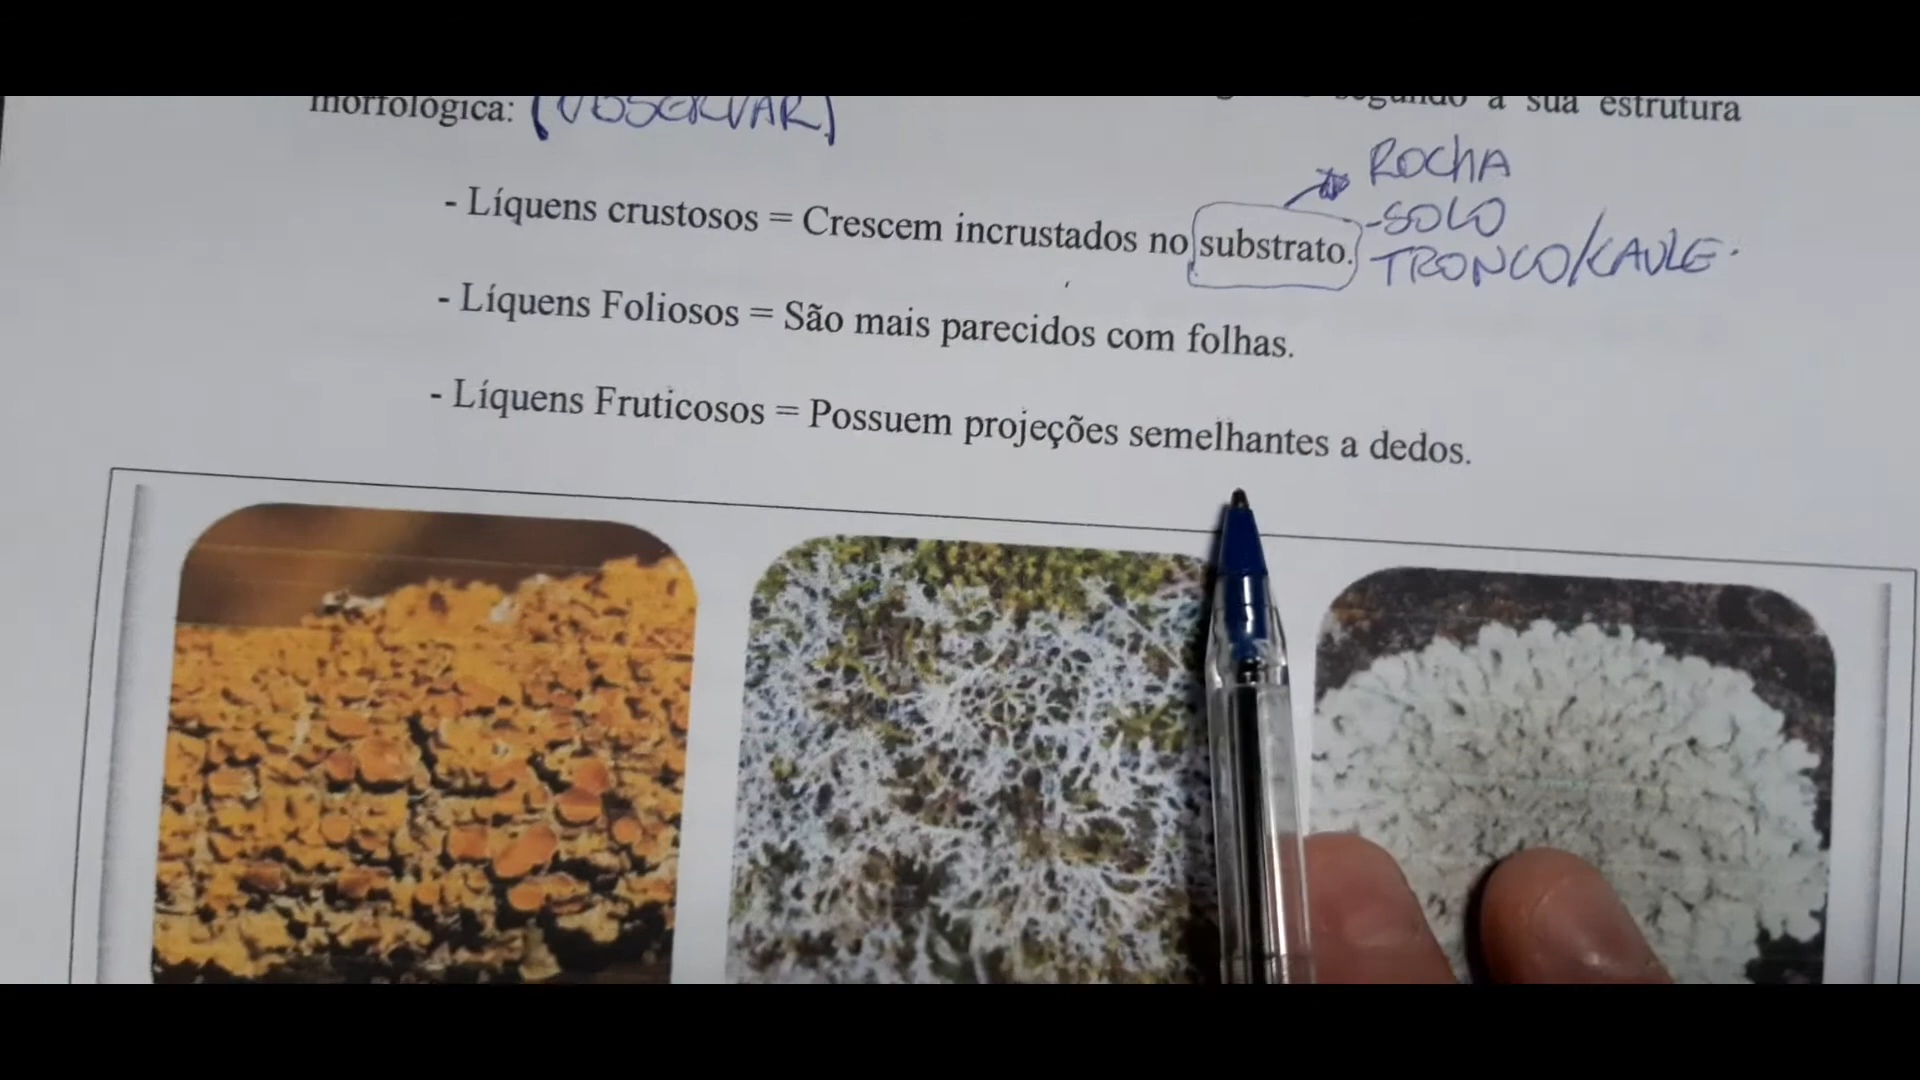 segundo a sua estrutura
morfológica: (OBSERVAR)
ROCHA
- Líquens crustosos = Crescem incrustados no substrato. -SOLO
TRONCO/CAULE.
- Líquens Foliosos = São mais parecidos com folhas.
- Líquens Fruticosos = Possuem projeções semelhantes a dedos.